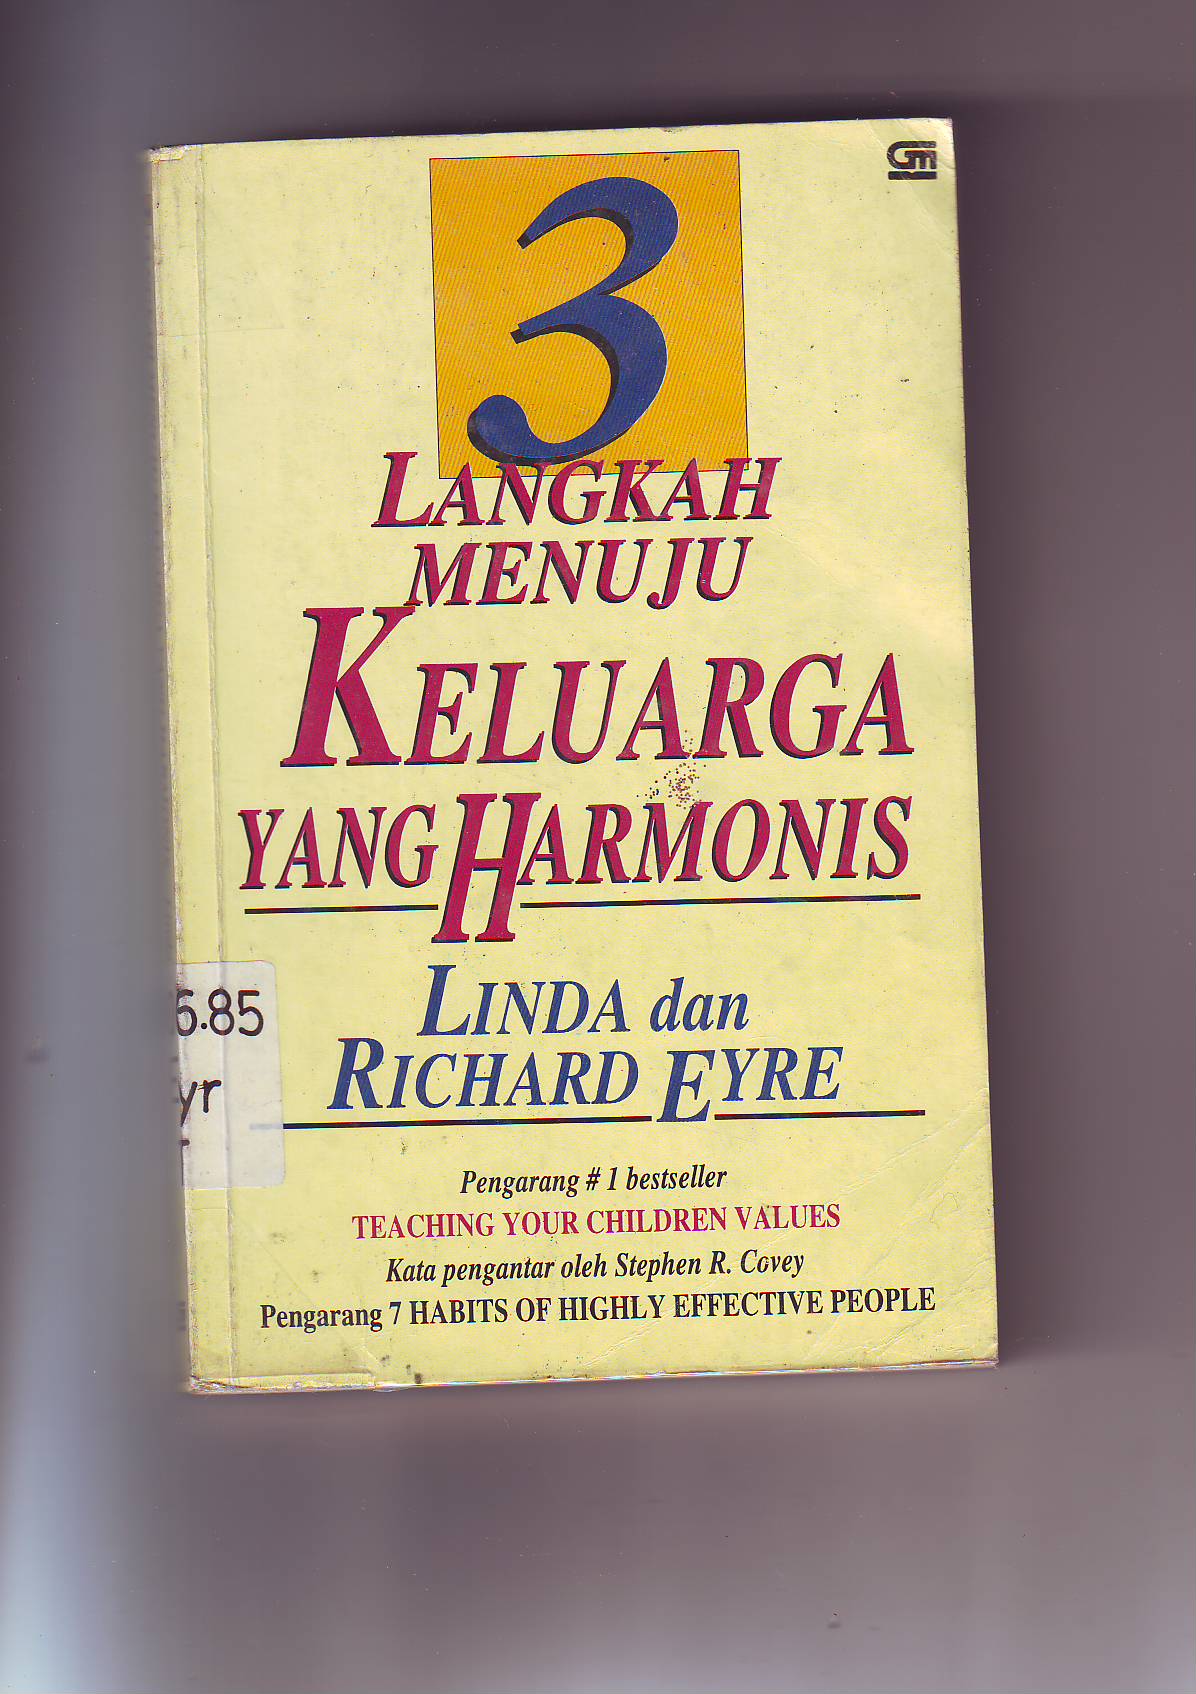 GM
3
LANGKAH
MENUJU
KELUARGA
YANG HARMONIS
6.85
yr
LINDA dan
RICHARD EYRE
Pengarang # 1 bestseller
TEACHING YOUR CHILDREN VALUES
Kata pengantar oleh Stephen R. Covey
Pengarang 7 HABITS OF HIGHLY EFFECTIVE PEOPLE